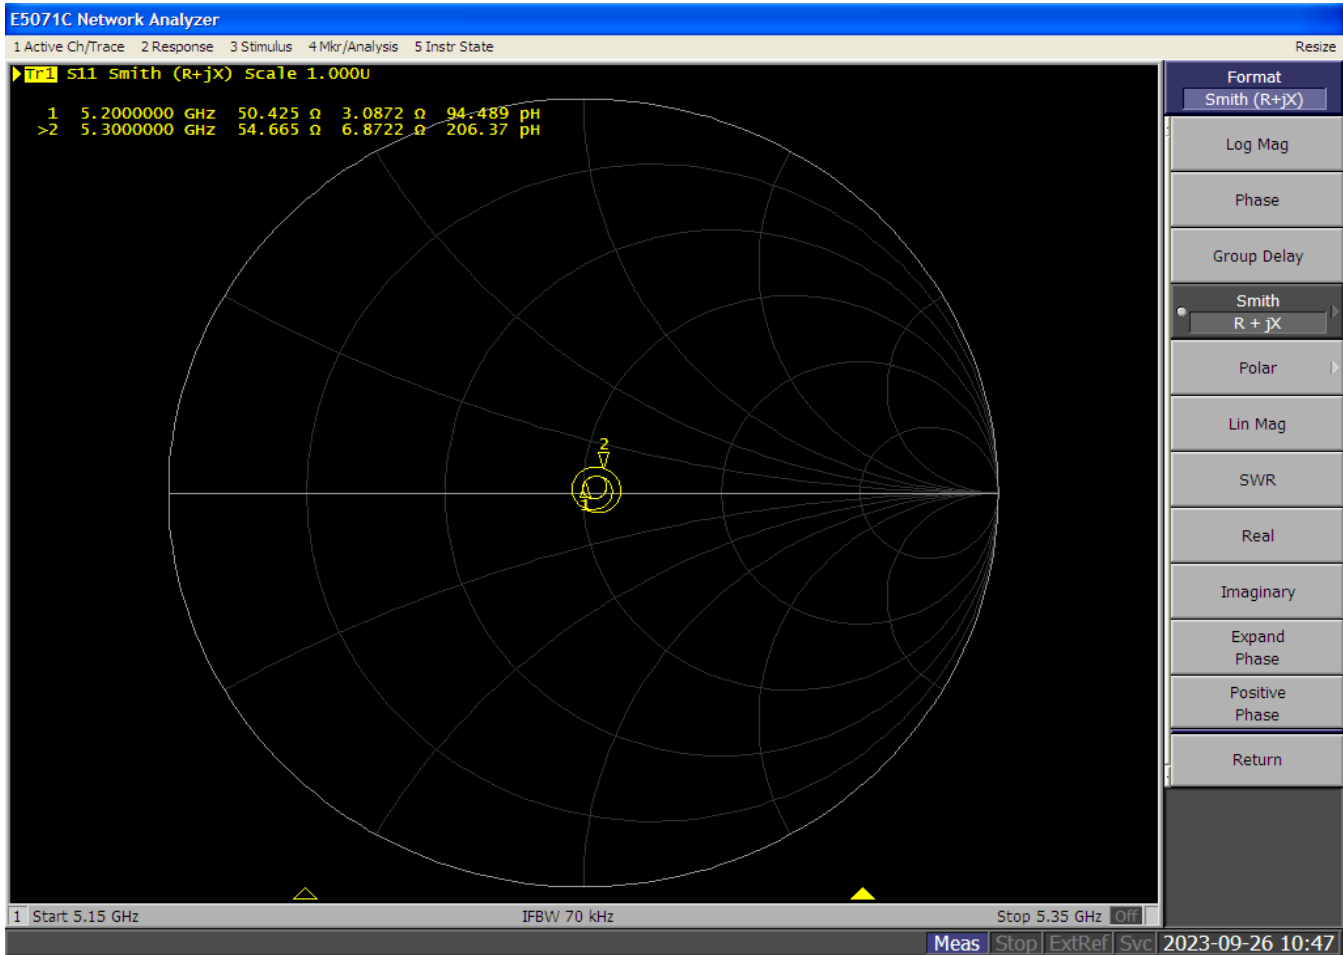 E5071C Network Analyzer
1 Active Ch/Trace 2 Response 3 Stimulus 4 Mkr/Analysis 5 Instr State Resize
Tr1 S11 Smith (R+jX) Scale 1.000U
1 5.2000000 GHz 50.425 Ω 3.0872 Ω 94.489 pH
>2 5.3000000 GHz 54.665 Ω 6.8722 Ω 206.37 pH
2
1
Format
Smith (R+jX)
Log Mag
Phase
Group Delay
Smith
R + jX
Polar
Lin Mag
SWR
Real
Imaginary
Expand
Phase
Positive
Phase
Return
1 Start 5.15 GHz IFBW 70 kHz Stop 5.35 GHz Off
Meas Stop ExtRef Svc 2023-09-26 10:47